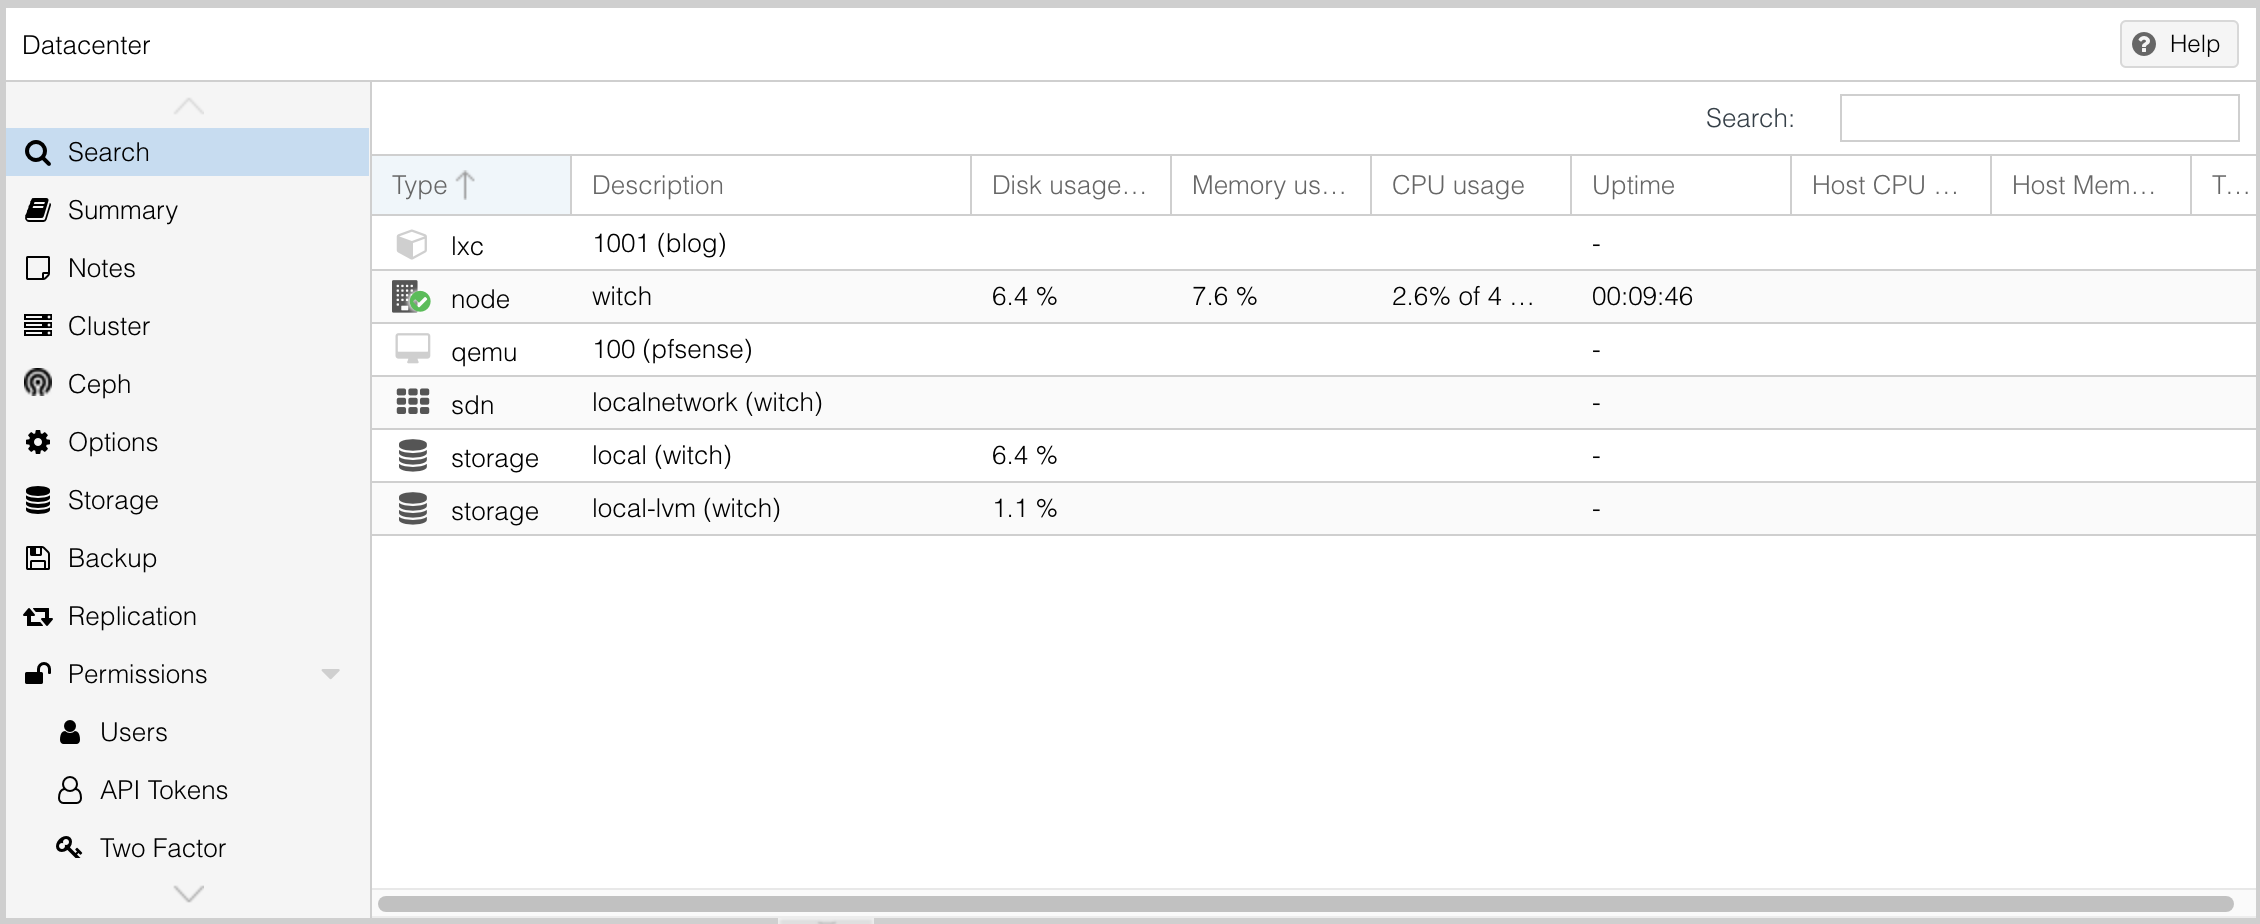 Datacenter
Help
Search
Summary
Notes
Cluster
Ceph
Options
Storage
Backup
Replication
Permissions
Users
API Tokens
Two Factor
Search:
Type Description Disk usage... Memory us... CPU usage Uptime Host CPU ... Host Mem... T...
lxc 1001 (blog) -
node witch 6.4 % 7.6 % 2.6% of 4 ... 00:09:46
qemu 100 (pfsense) -
sdn localnetwork (witch) -
storage local (witch) 6.4 % -
storage local-lvm (witch) 1.1 % -